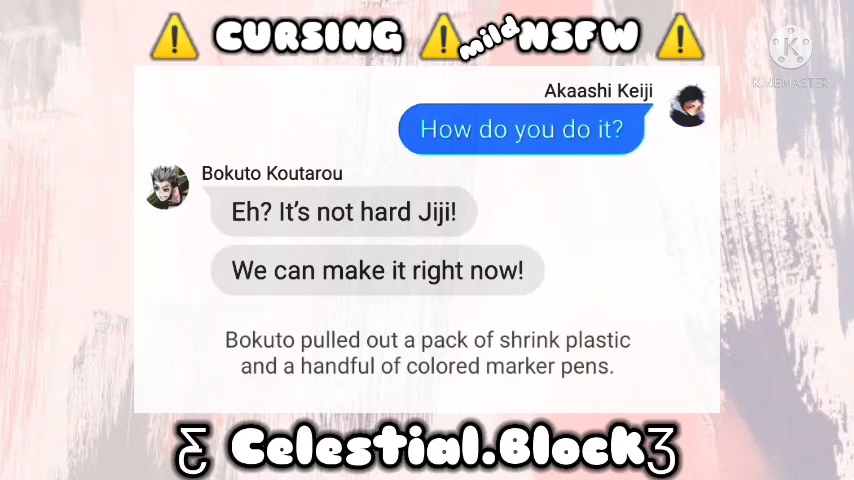 ⚠️ CURSING ⚠️ mild NSFW ⚠️
K
KINEMASTER
Akaashi Keiji
How do you do it?
Bokuto Koutarou
Eh? It's not hard Jiji!
We can make it right now!
Bokuto pulled out a pack of shrink plastic
and a handful of colored marker pens.
Ƹ Celestial.Block Ʒ